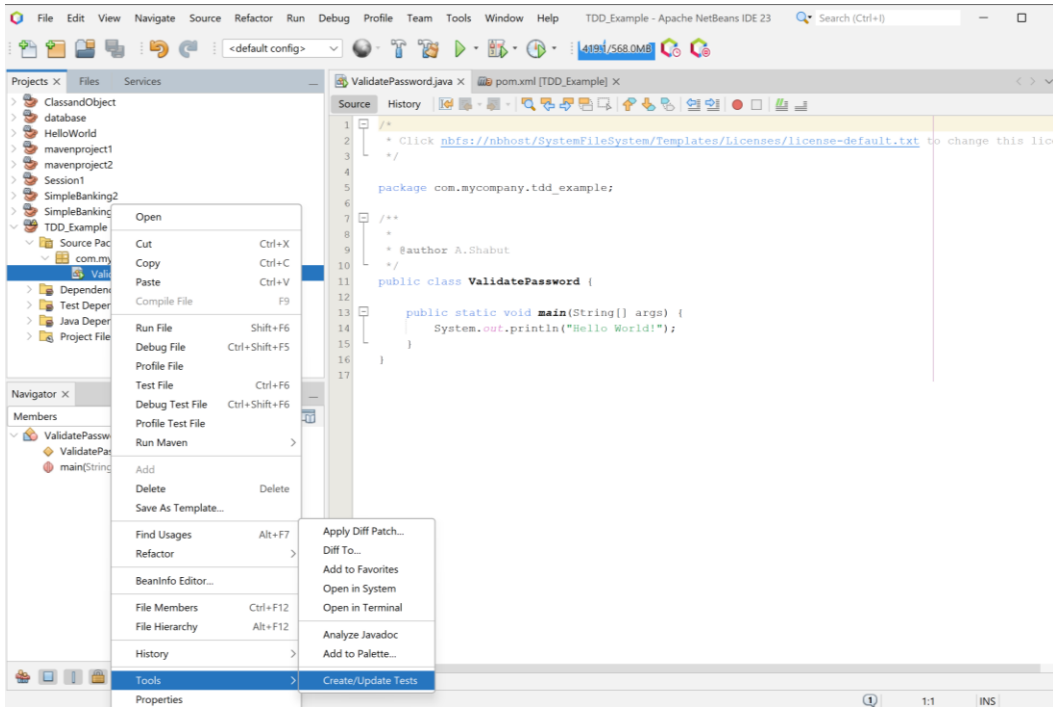 File Edit View Navigate Source Refactor Run Debug Profile Team Tools Window Help TDD_Example - Apache NetBeans IDE 23 Search (Ctrl+I)
<default config> 419.1/568.0MB
Projects Files Services
ClassandObject
database
HelloWorld
mavenproject1
mavenproject2
Session1
SimpleBanking2
SimpleBanking
TDD_Example
Source Pac
com.my
Valid
Dependen
Test Deper
Java Deper
Project File
Navigator
Members
ValidatePassw
ValidatePas
main(String
Open
Cut Ctrl+X
Copy Ctrl+C
Paste Ctrl+V
Compile File F9
Run File Shift+F6
Debug File Ctrl+Shift+F5
Profile File
Test File Ctrl+F6
Debug Test File Ctrl+Shift+F6
Profile Test File
Run Maven
Add
Delete Delete
Save As Template...
Find Usages Alt+F7
Refactor
BeanInfo Editor...
File Members Ctrl+F12
File Hierarchy Alt+F12
History
Tools
Properties
Apply Diff Patch...
Diff To...
Add to Favorites
Open in System
Open in Terminal
Analyze Javadoc
Add to Palette...
Create/Update Tests
ValidatePassword.java pom.xml [TDD_Example]
Source History
1 /*
2 * Click nbfs://nbhost/SystemFileSystem/Templates/Licenses/license-default.txt to change this lice
3 */
4
5 package com.mycompany.tdd_example;
6
7 /**
8 *
9 * @author A.Shabut
10 */
11 public class ValidatePassword {
12
13 public static void main(String[] args) {
14 System.out.println("Hello World!");
15 }
16 }
17
1 1:1 INS